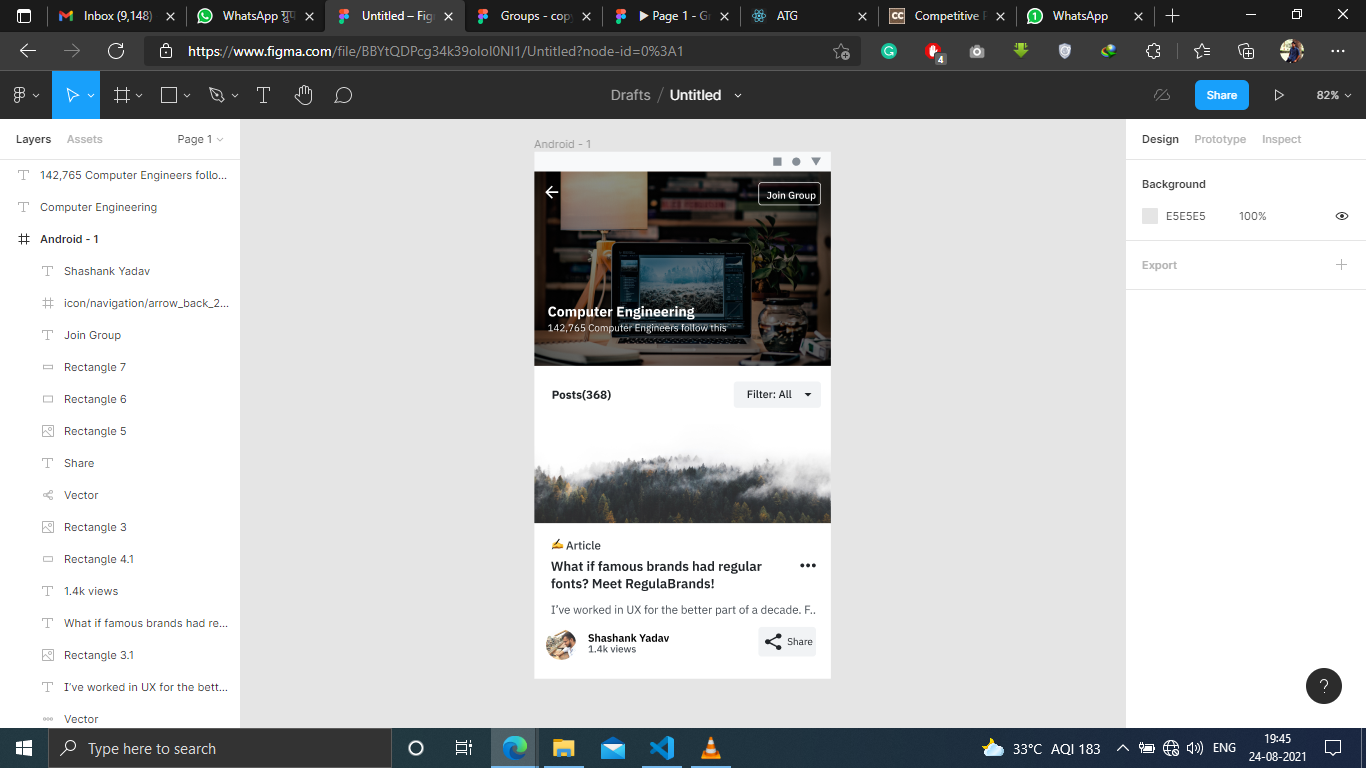 Inbox (9,148)
WhatsApp ग्रुप
Untitled – Fig
Groups - copy
Page 1 - Gr
ATG
Competitive P
WhatsApp
https://www.figma.com/file/BBYtQDPcg34k39oIoI0NI1/Untitled?node-id=0%3A1
4
Drafts / Untitled
Share
82%
Layers
Assets
Page 1
142,765 Computer Engineers follo...
Computer Engineering
Android - 1
Shashank Yadav
icon/navigation/arrow_back_2...
Join Group
Rectangle 7
Rectangle 6
Rectangle 5
Share
Vector
Rectangle 3
Rectangle 4.1
1.4k views
What if famous brands had re...
Rectangle 3.1
I've worked in UX for the bett...
Vector
Android - 1
Join Group
Computer Engineering
142,765 Computer Engineers follow this
Posts(368)
Filter: All
✍️ Article
What if famous brands had regular
fonts? Meet RegulaBrands!
I've worked in UX for the better part of a decade. F..
Shashank Yadav
1.4k views
Share
Design
Prototype
Inspect
Background
E5E5E5
100%
Export
?
Type here to search
33°C AQI 183
ENG
19:45
24-08-2021